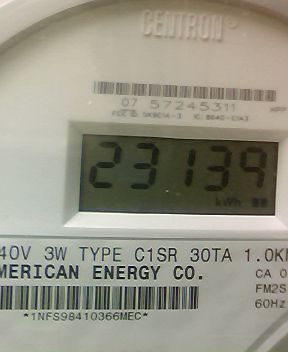 CENTRON
07 57245311
23139
kWh
40V 3W TYPE C1SR 30TA 1.0K
MERICAN ENERGY CO.
CA 0
FM2S
60Hz
*1NFS98410366MEC*